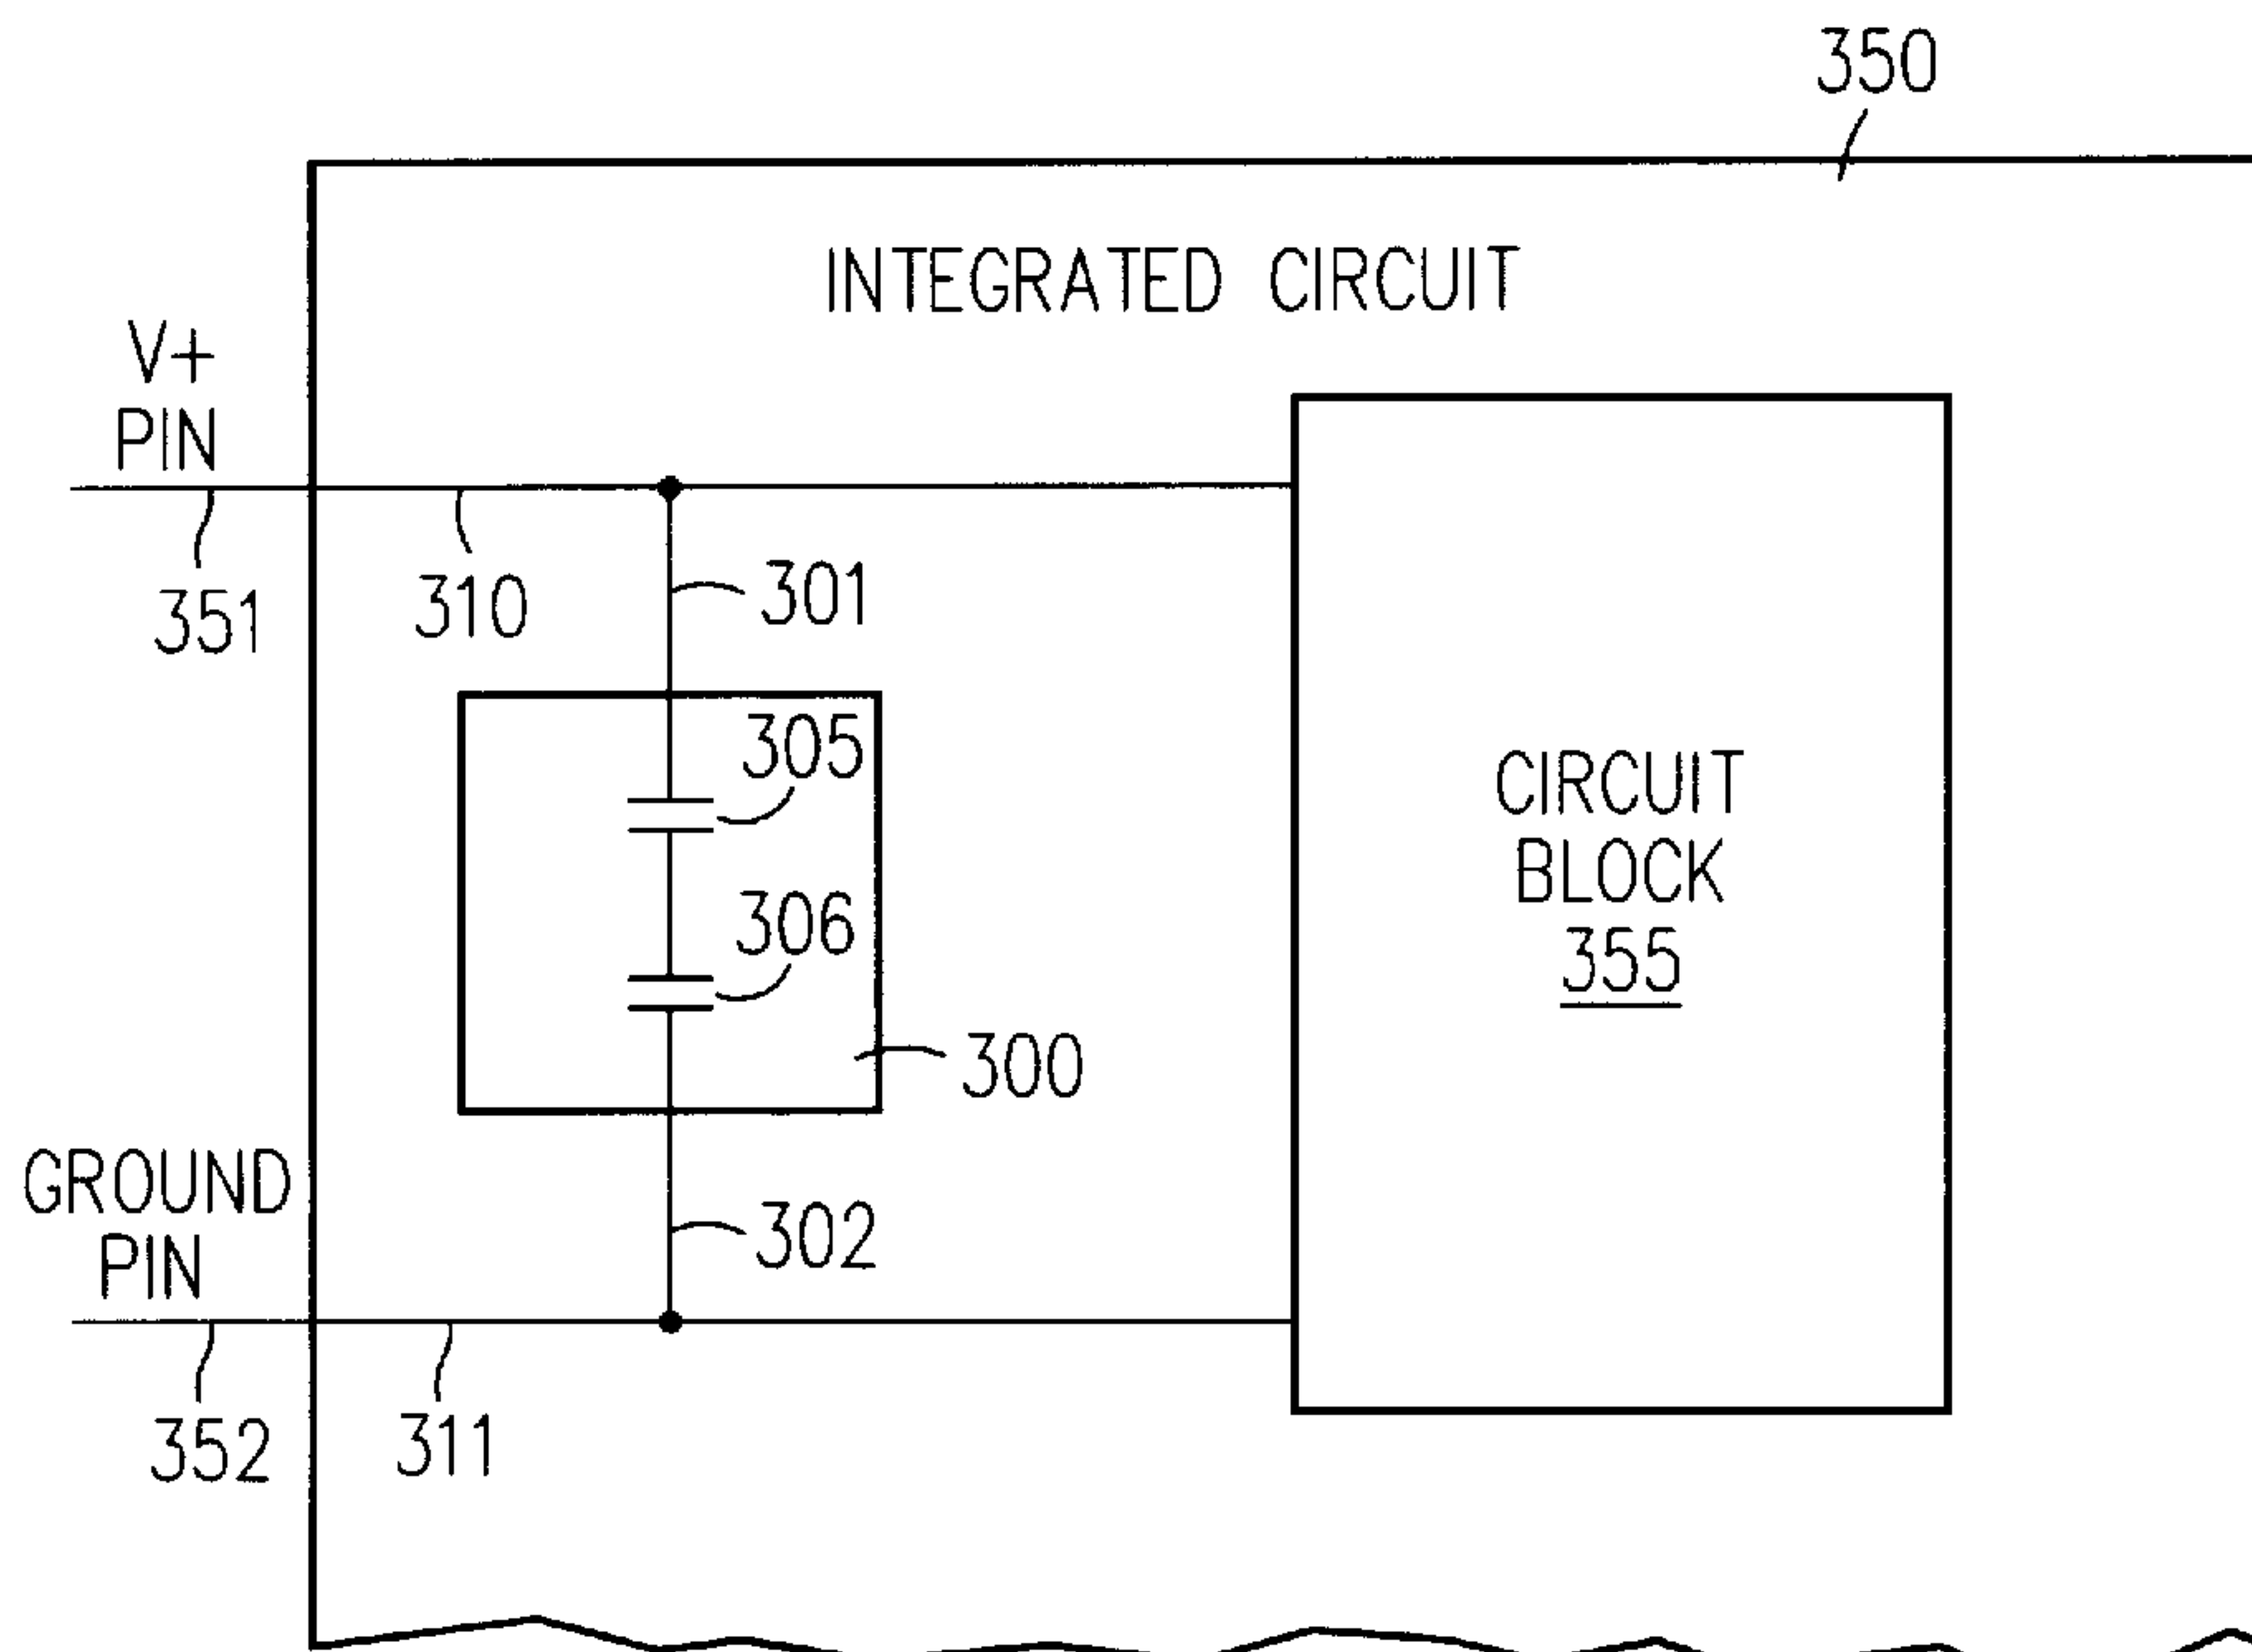 350
INTEGRATED CIRCUIT
V+
PIN
351
310
301
305
306
300
CIRCUIT
BLOCK
355
GROUND
PIN
302
352
311